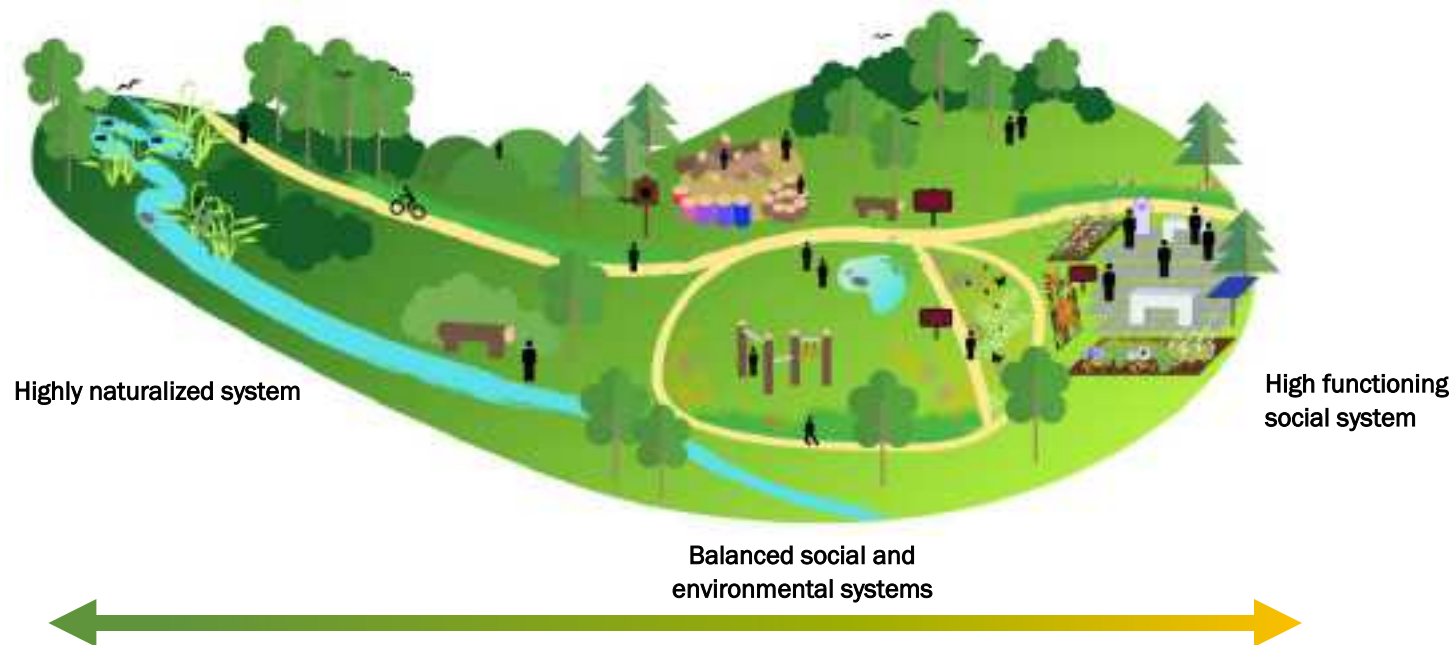 Highly naturalized system
High functioning
social system
Balanced social and
environmental systems